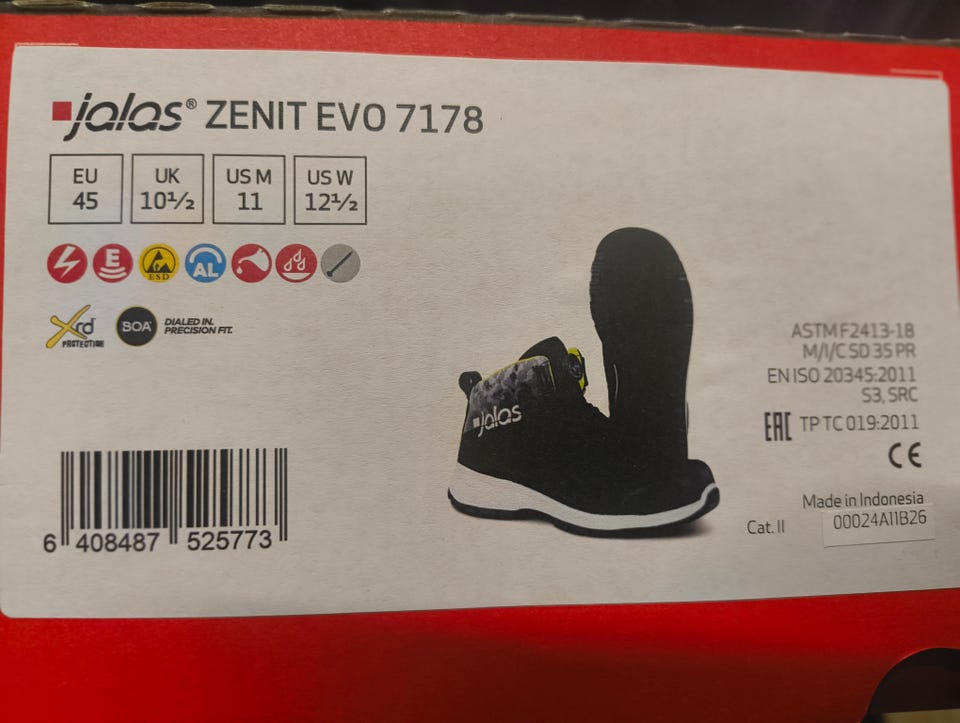 jalas® ZENIT EVO 7178
EU
45
UK
10½
US M
11
US W
12½
E
ESD
AL
xrd
PROTECTION
BOA
DIALED IN.
PRECISION FIT.
jalas
ASTM F2413-18
M/I/C SD 35 PR
EN ISO 20345:2011
S3, SRC
EAC TP TC 019:2011
CE
Made in Indonesia
Cat. II
00024A11B26
6 408487 525773